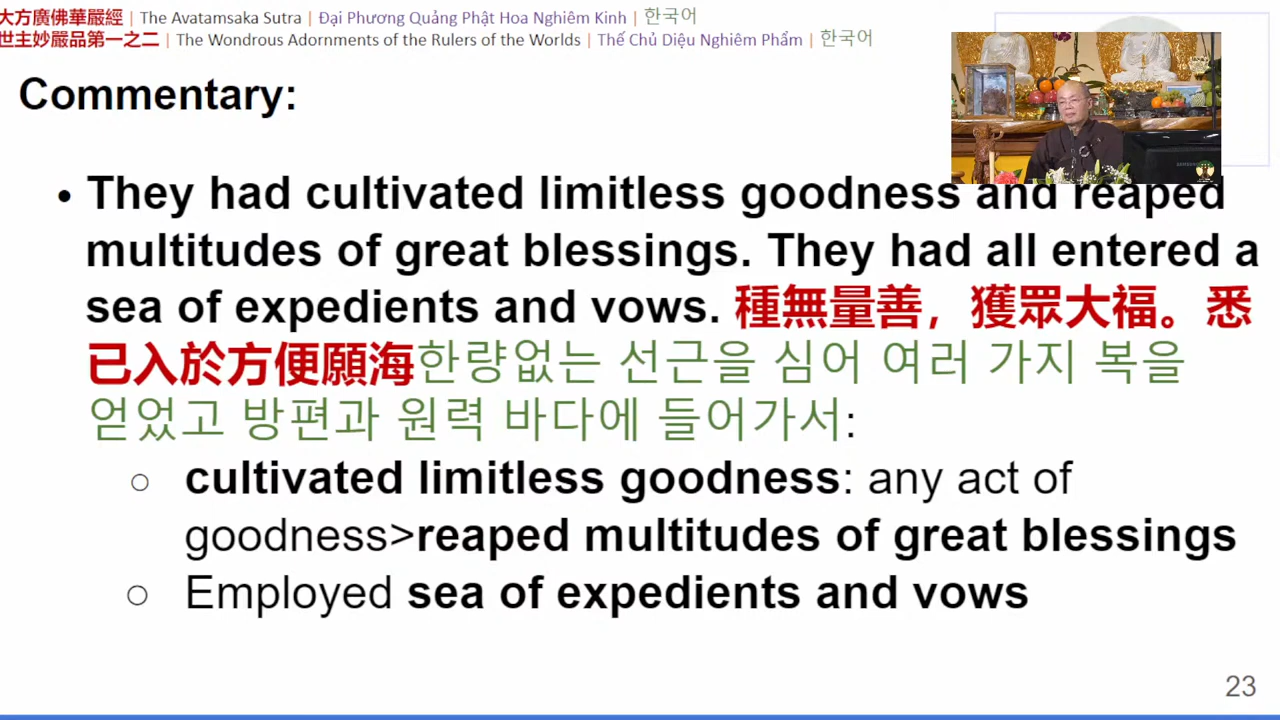 大方廣佛華嚴經 | The Avatamsaka Sutra | Đại Phương Quảng Phật Hoa Nghiêm Kinh | 한국어
世主妙嚴品第一之二 | The Wondrous Adornments of the Rulers of the Worlds | Thế Chủ Diệu Nghiêm Phẩm | 한국어
Commentary:
• They had cultivated limitless goodness and reaped
multitudes of great blessings. They had all entered a
sea of expedients and vows. 種無量善，獲眾大福。悉
已入於方便願海한량없는 선근을 심어 여러 가지 복을
얻었고 방편과 원력 바다에 들어가서:
○ cultivated limitless goodness: any act of
goodness>reaped multitudes of great blessings
○ Employed sea of expedients and vows
23